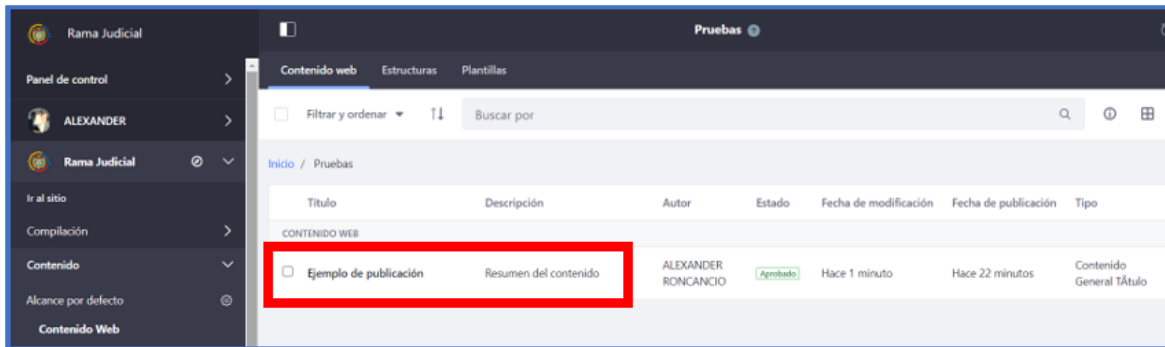 Rama Judicial
Pruebas
Panel de control
Contenido web Estructuras Plantillas
ALEXANDER
Filtrar y ordenar Buscar por
Rama Judicial
Inicio / Pruebas
Ir al sitio
Título Descripción Autor Estado Fecha de modificación Fecha de publicación Tipo
Compilación
CONTENIDO WEB
Contenido
Ejemplo de publicación Resumen del contenido ALEXANDER RONCANCIO Aprobado Hace 1 minuto Hace 22 minutos Contenido General TÃtulo
Alcance por defecto
Contenido Web